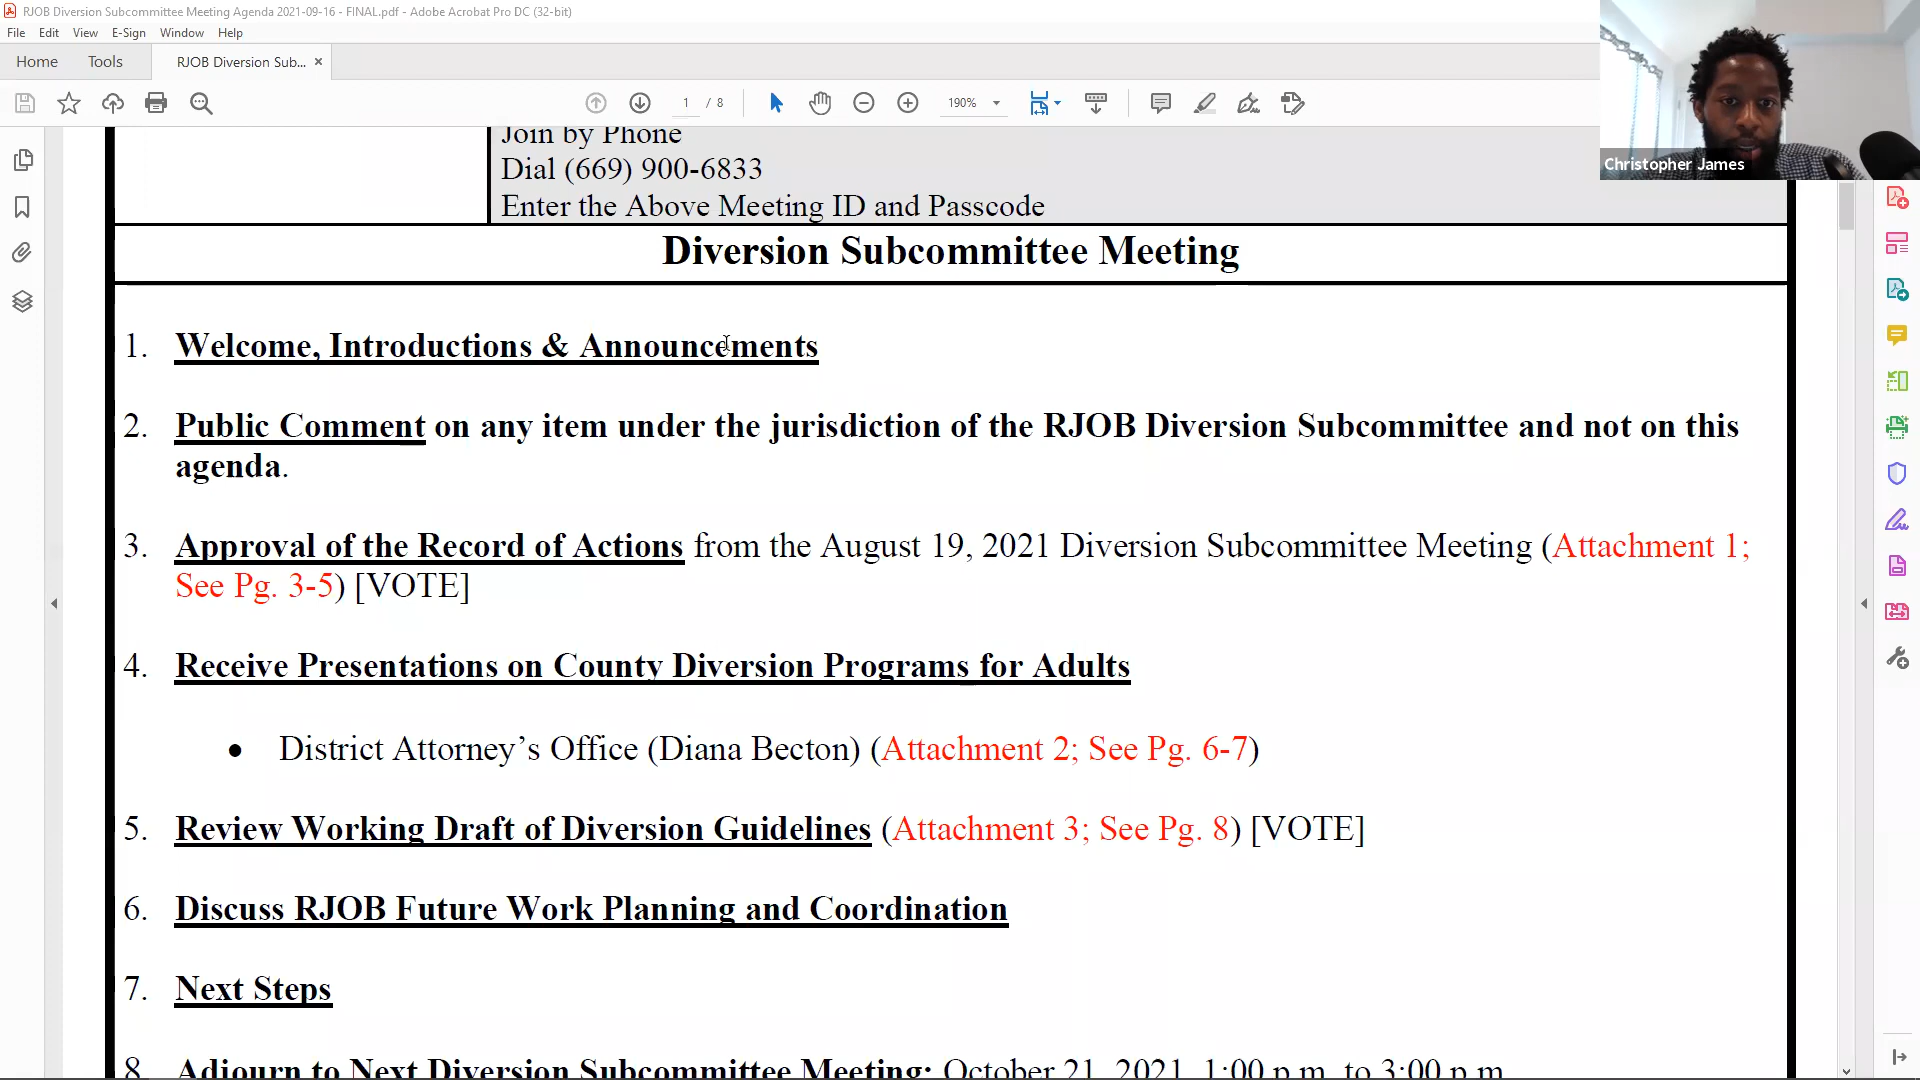 RJOB Diversion Subcommittee Meeting Agenda 2021-09-16 - FINAL.pdf - Adobe Acrobat Pro DC (32-bit)
File Edit View E-Sign Window Help
Home Tools RJOB Diversion Sub... ×
1 / 8 190%
Christopher James
Join by Phone
Dial (669) 900-6833
Enter the Above Meeting ID and Passcode
Diversion Subcommittee Meeting
1. Welcome, Introductions & Announcements
2. Public Comment on any item under the jurisdiction of the RJOB Diversion Subcommittee and not on this
agenda.
3. Approval of the Record of Actions from the August 19, 2021 Diversion Subcommittee Meeting (Attachment 1;
See Pg. 3-5) [VOTE]
4. Receive Presentations on County Diversion Programs for Adults
• District Attorney’s Office (Diana Becton) (Attachment 2; See Pg. 6-7)
5. Review Working Draft of Diversion Guidelines (Attachment 3; See Pg. 8) [VOTE]
6. Discuss RJOB Future Work Planning and Coordination
7. Next Steps
8. Adjourn to Next Diversion Subcommittee Meeting: October 21, 2021, 1:00 p.m. to 3:00 p.m.